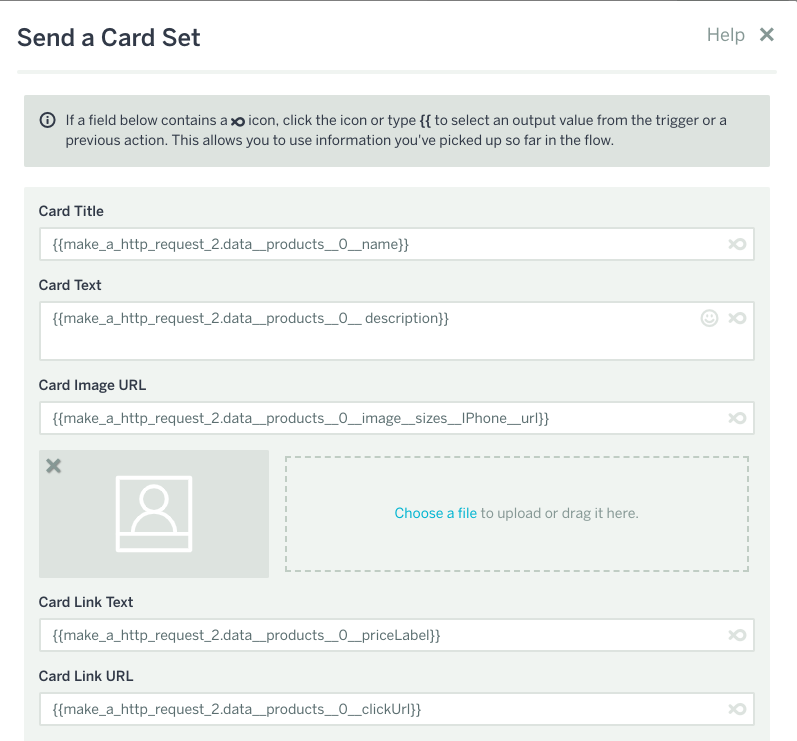 Send a Card Set
Help
If a field below contains a icon, click the icon or type {{ to select an output value from the trigger or a
previous action. This allows you to use information you've picked up so far in the flow.
Card Title
{{make_a_http_request_2.data__products__0__name}}
Card Text
{{make_a_http_request_2.data__products__0__ description}}
Card Image URL
{{make_a_http_request_2.data__products__0__image__sizes__IPhone__url}}
Choose a file to upload or drag it here.
Card Link Text
{{make_a_http_request_2.data__products__0__priceLabel}}
Card Link URL
{{make_a_http_request_2.data__products__0__clickUrl}}